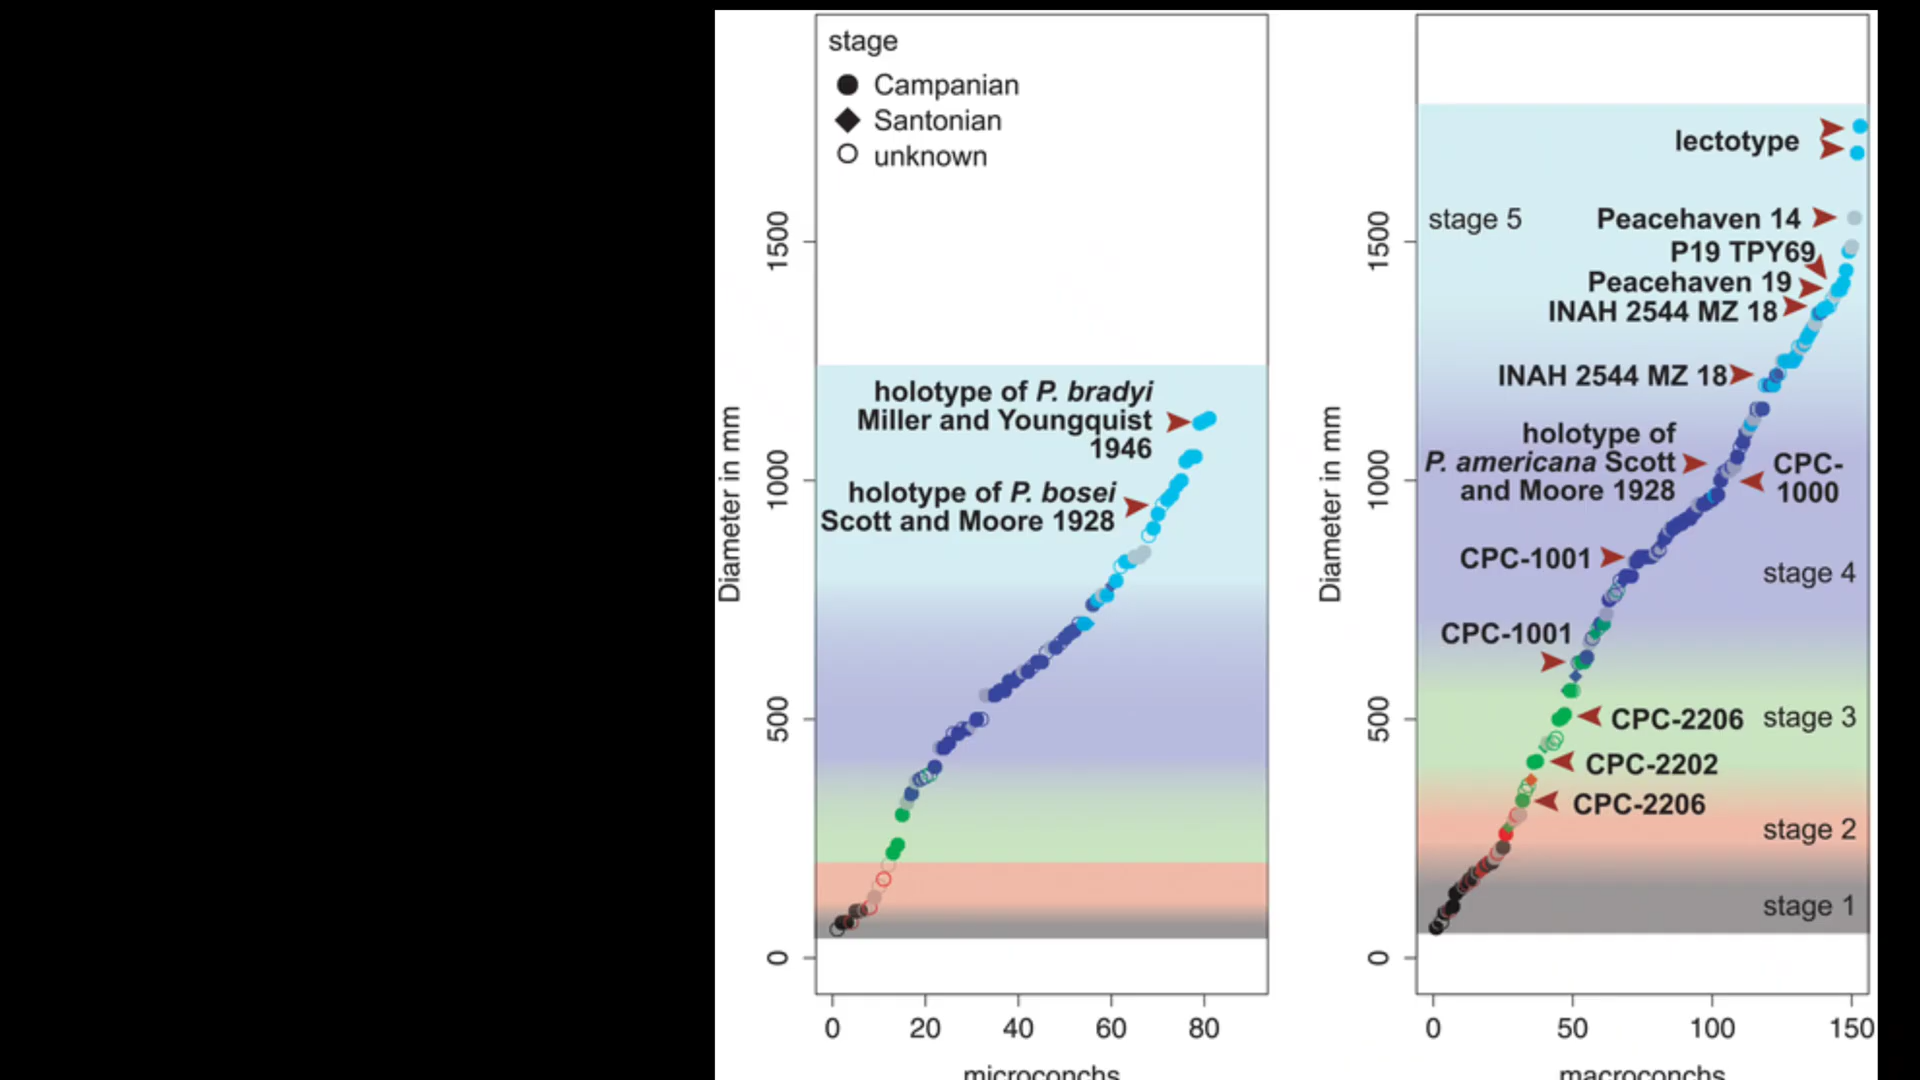 stage
Campanian
Santonian
unknown
1500
1000
500
0
Diameter in mm
holotype of P. bradyi
Miller and Youngquist
1946
holotype of P. bosei
Scott and Moore 1928
0 20 40 60 80
microconchs
1500
1000
500
0
Diameter in mm
lectotype
stage 5
Peacehaven 14
P19 TPY69
Peacehaven 19
INAH 2544 MZ 18
INAH 2544 MZ 18
holotype of
P. americana Scott
and Moore 1928
CPC-
1000
CPC-1001
stage 4
CPC-1001
CPC-2206
stage 3
CPC-2202
CPC-2206
stage 2
stage 1
0 50 100 150
macroconchs